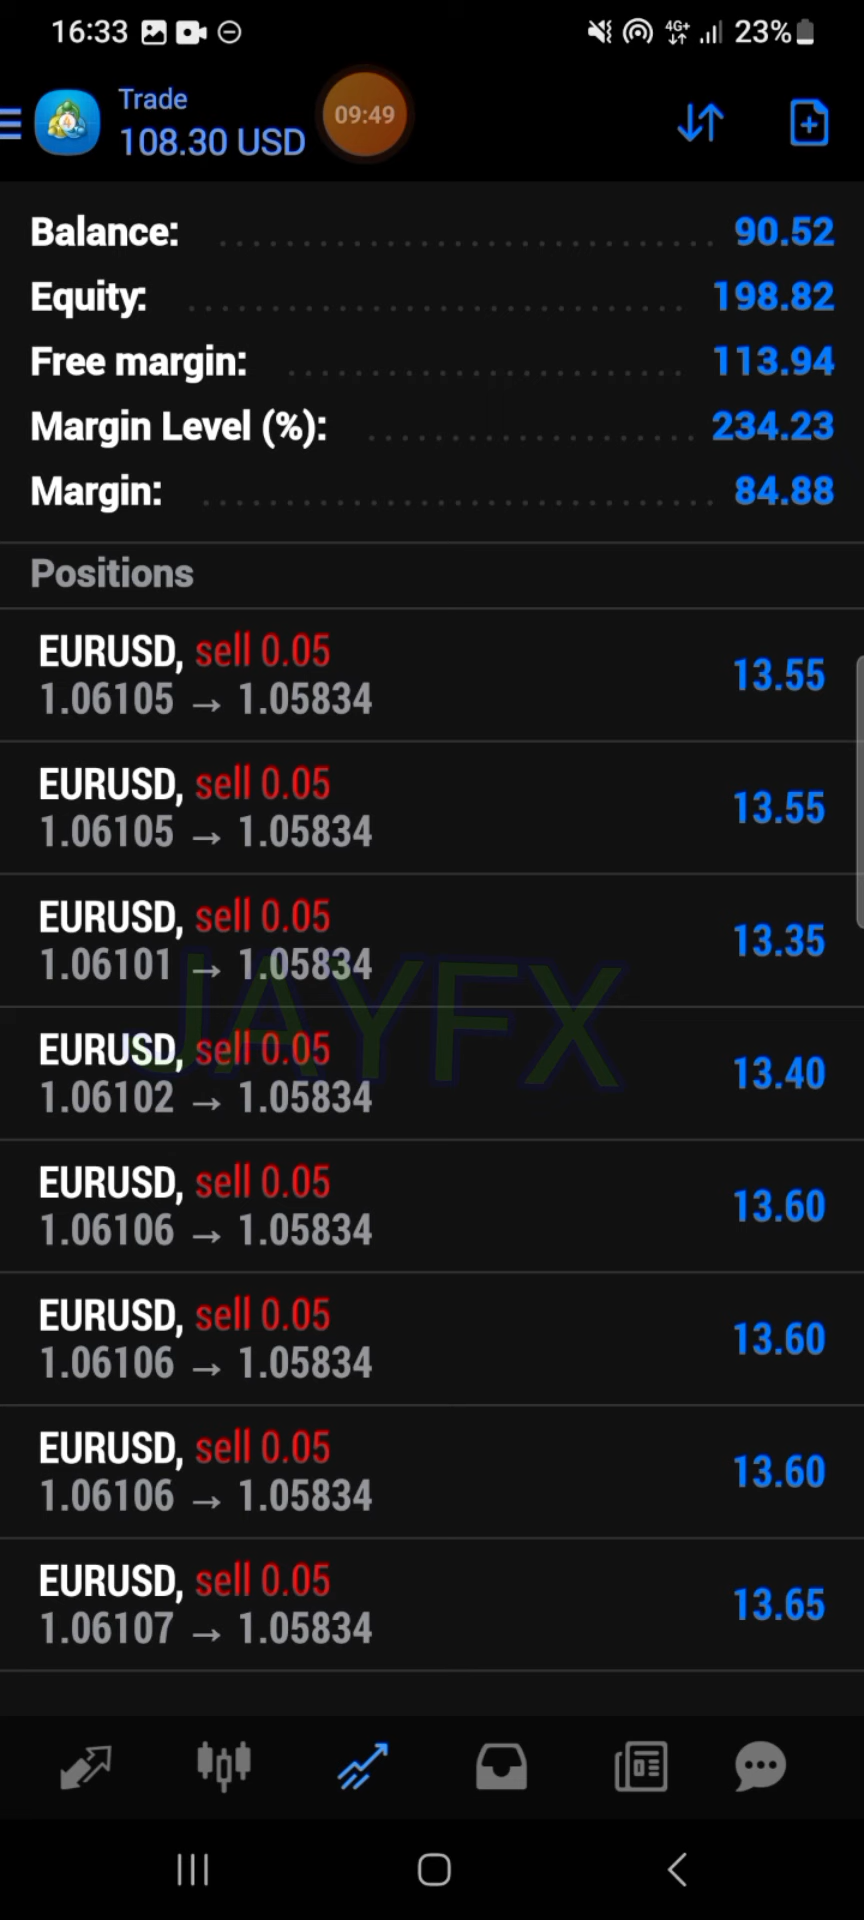 16:33
4G+
23%
Trade
108.30 USD
09:49
Balance: 90.52
Equity: 198.82
Free margin: 113.94
Margin Level (%): 234.23
Margin: 84.88
Positions
EURUSD, sell 0.05
1.06105 → 1.05834
13.55
EURUSD, sell 0.05
1.06105 → 1.05834
13.55
EURUSD, sell 0.05
1.06101 → 1.05834
13.35
JAYFX
EURUSD, sell 0.05
1.06102 → 1.05834
13.40
EURUSD, sell 0.05
1.06106 → 1.05834
13.60
EURUSD, sell 0.05
1.06106 → 1.05834
13.60
EURUSD, sell 0.05
1.06106 → 1.05834
13.60
EURUSD, sell 0.05
1.06107 → 1.05834
13.65